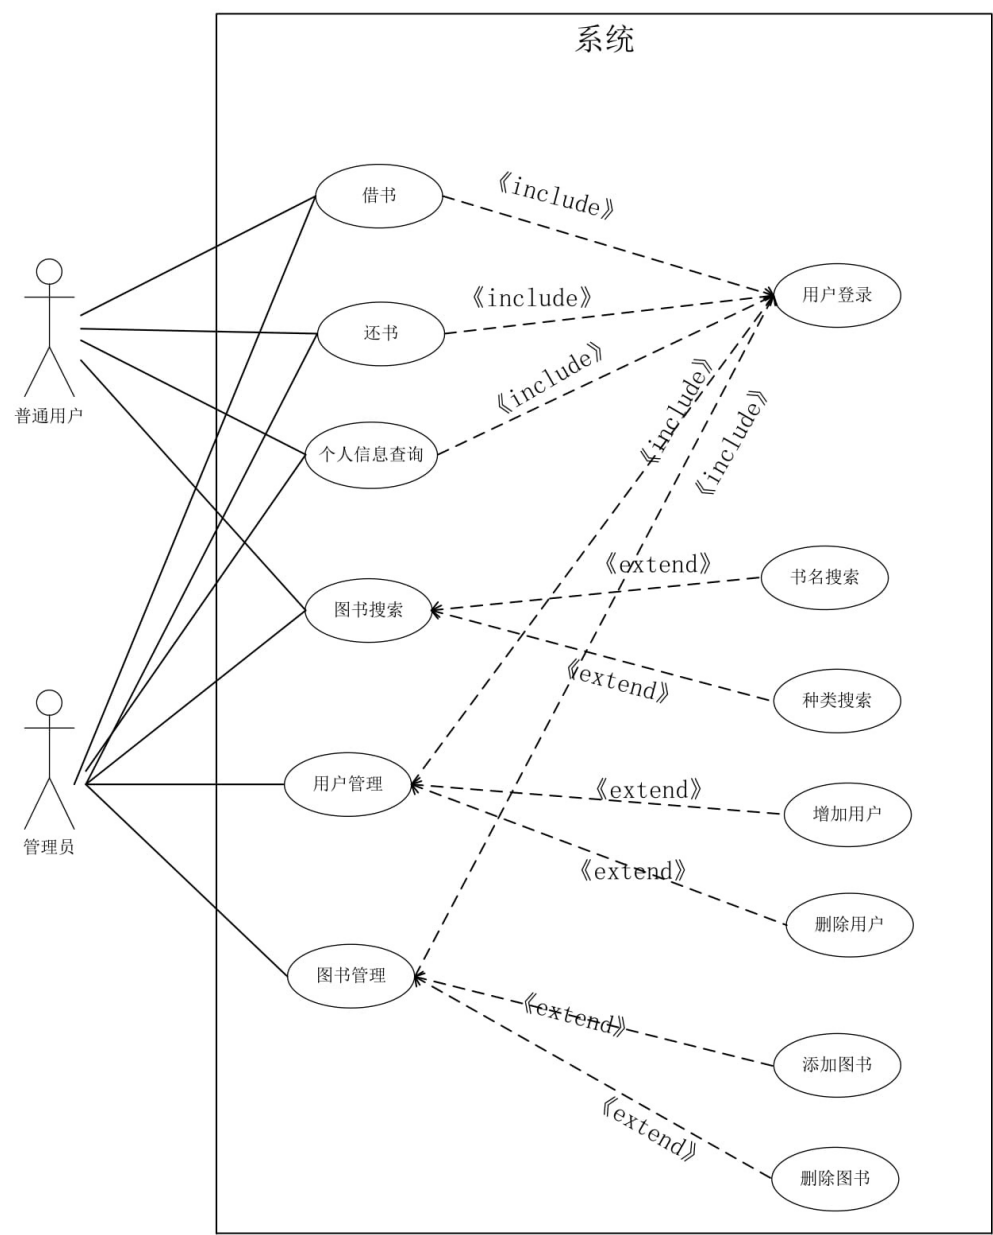 系统
借书
《include》
用户登录
《include》
还书
《include》
普通用户
个人信息查询
《include》
《include》
《extend》
书名搜索
图书搜索
《extend》
种类搜索
用户管理
《extend》
增加用户
管理员
《extend》
删除用户
图书管理
《extend》
添加图书
《extend》
删除图书